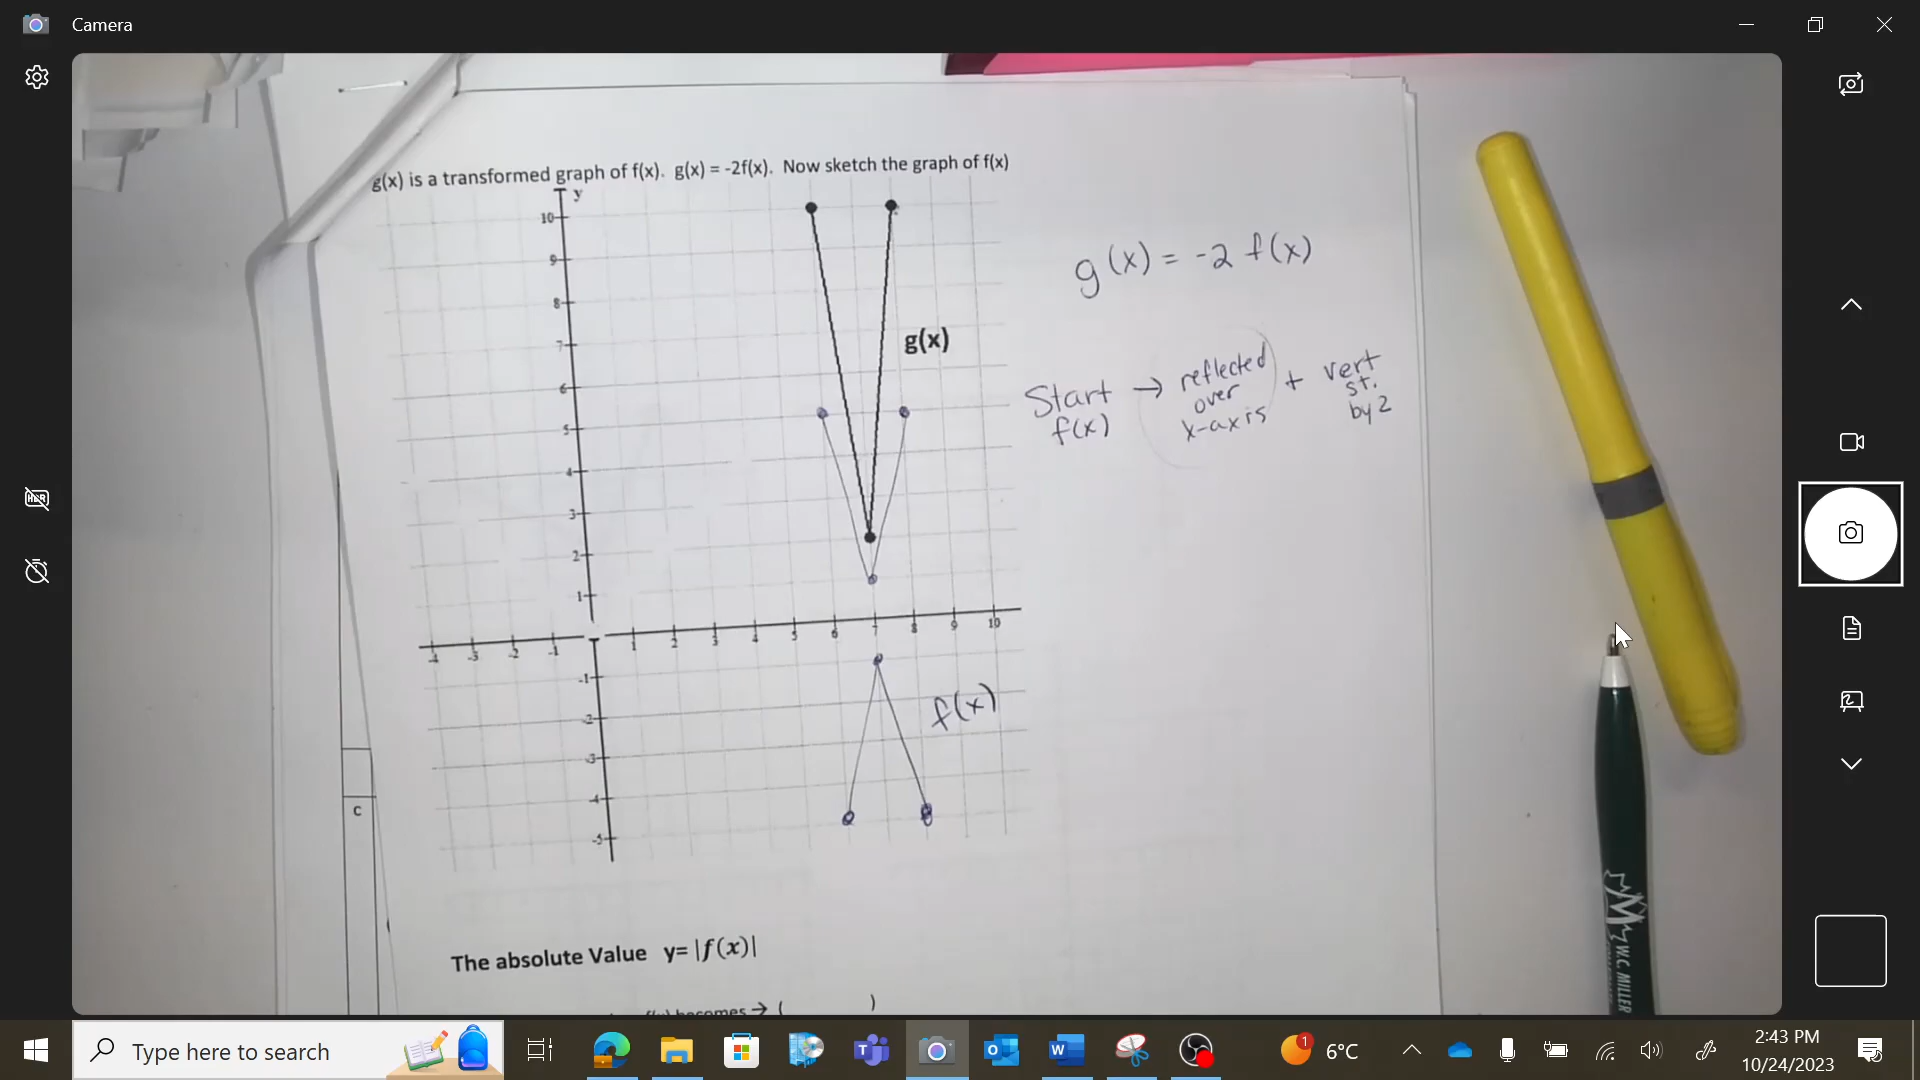 Camera
g(x) is a transformed graph of f(x). g(x) = -2f(x). Now sketch the graph of f(x)
y
10
9
8
7
6
5
4
3
2
1
g(x)
-4 -3 -2 -1 1 2 3 4 5 6 7 8 9 10
-1
-2
-3
-4
-5
f(x)
g(x) = -2 f(x)
Start → reflected + vert
f(x) over st.
x-axis by 2
C
The absolute Value y= |f(x)|
becomes → ( )
W.C. MILLER
HDR
Type here to search
1
6°C
2:43 PM
10/24/2023